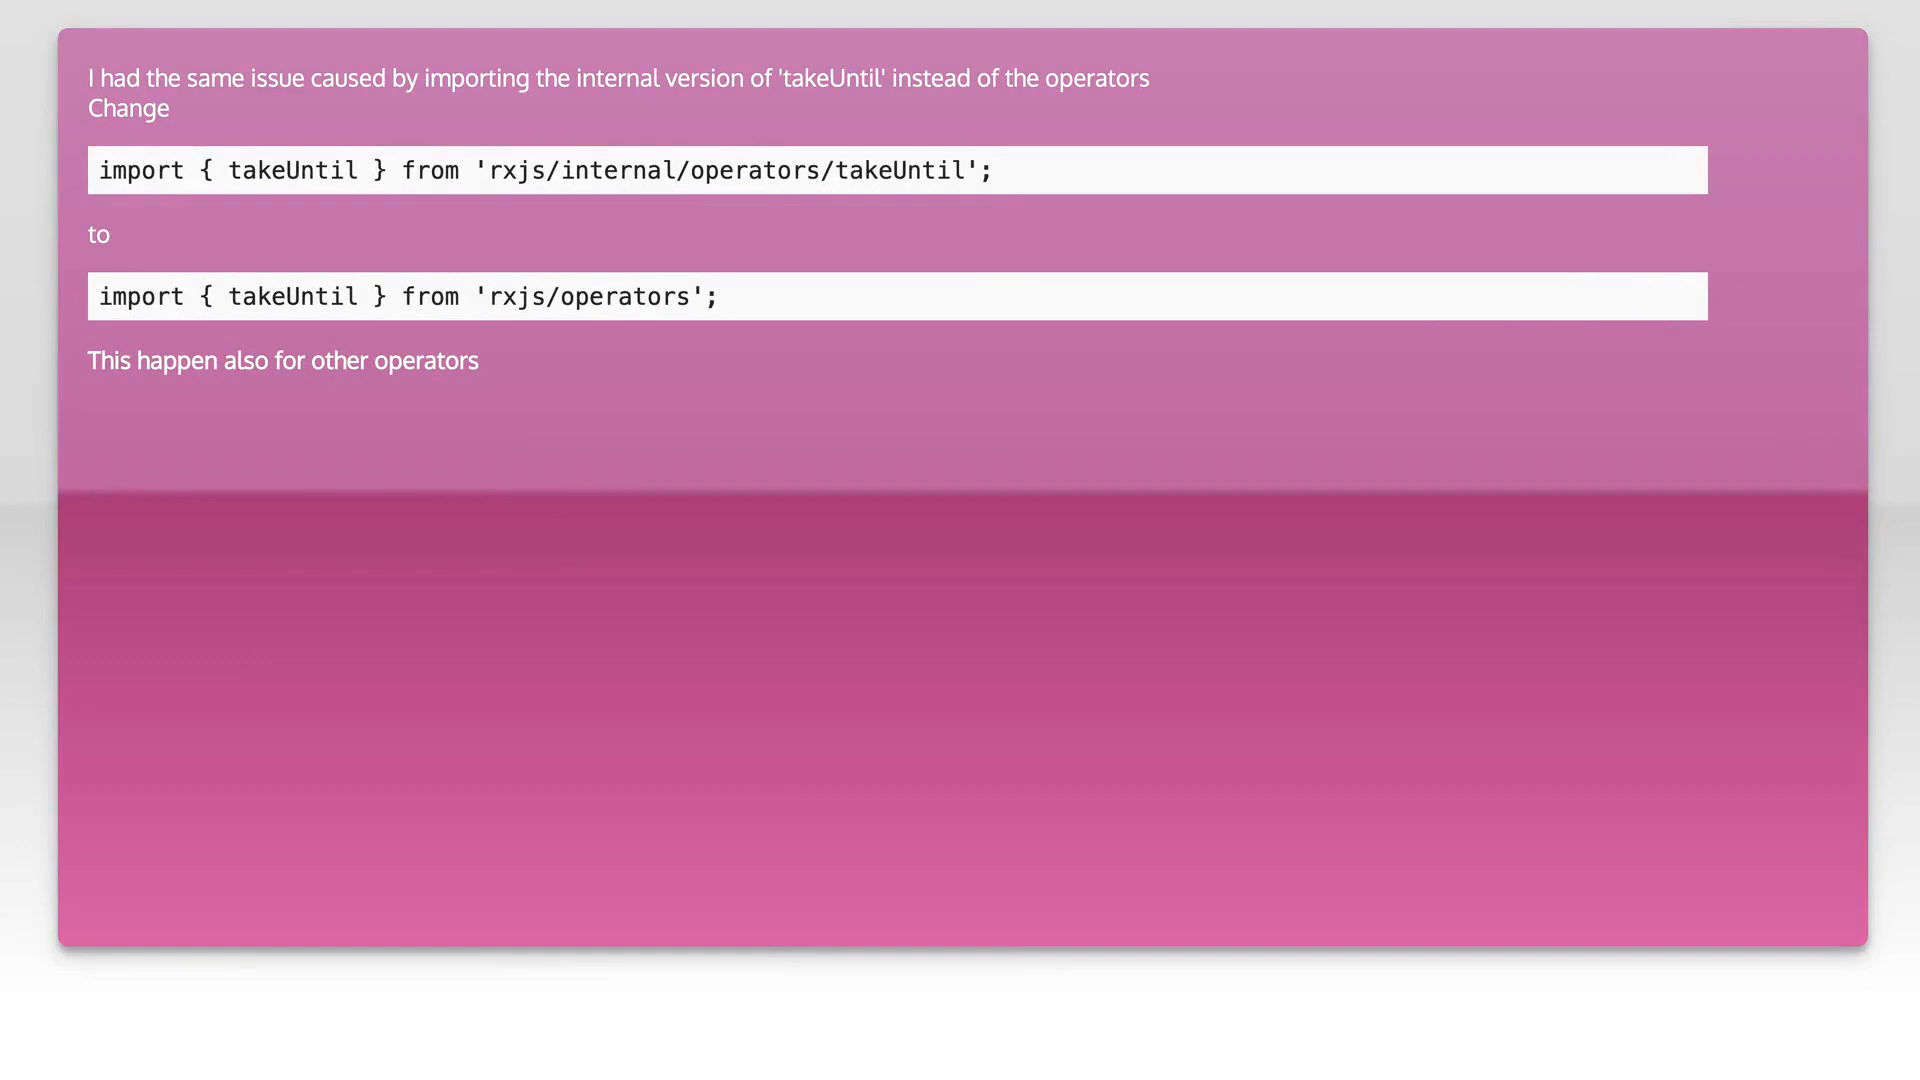 I had the same issue caused by importing the internal version of 'takeUntil' instead of the operators
Change
import { takeUntil } from 'rxjs/internal/operators/takeUntil';
to
import { takeUntil } from 'rxjs/operators';
This happen also for other operators